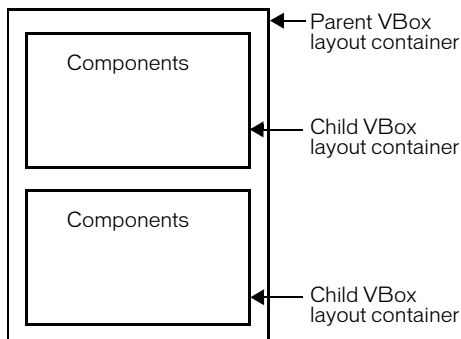 Parent VBox
layout container
Components
Child VBox
layout container
Components
Child VBox
layout container